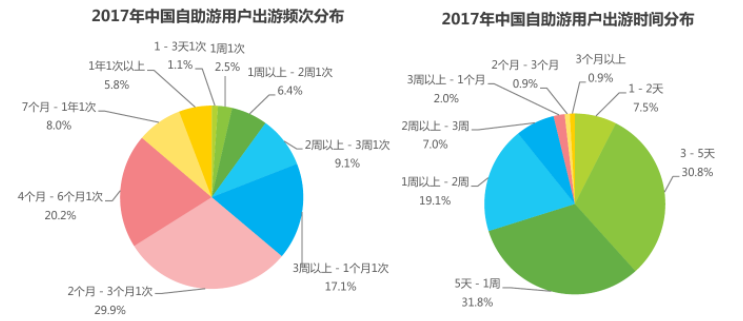 2017年中国自助游用户出游频次分布
1 - 3天1次
1.1%
1周1次
2.5%
1周以上 - 2周1次
6.4%
2周以上 - 3周1次
9.1%
3周以上 - 1个月1次
17.1%
2个月 - 3个月1次
29.9%
4个月 - 6个月1次
20.2%
7个月 - 1年1次
8.0%
1年1次以上
5.8%
2017年中国自助游用户出游时间分布
3个月以上
0.9%
1 - 2天
7.5%
3 - 5天
30.8%
5天 - 1周
31.8%
1周以上 - 2周
19.1%
2周以上 - 3周
7.0%
3周以上 - 1个月
2.0%
2个月 - 3个月
0.9%